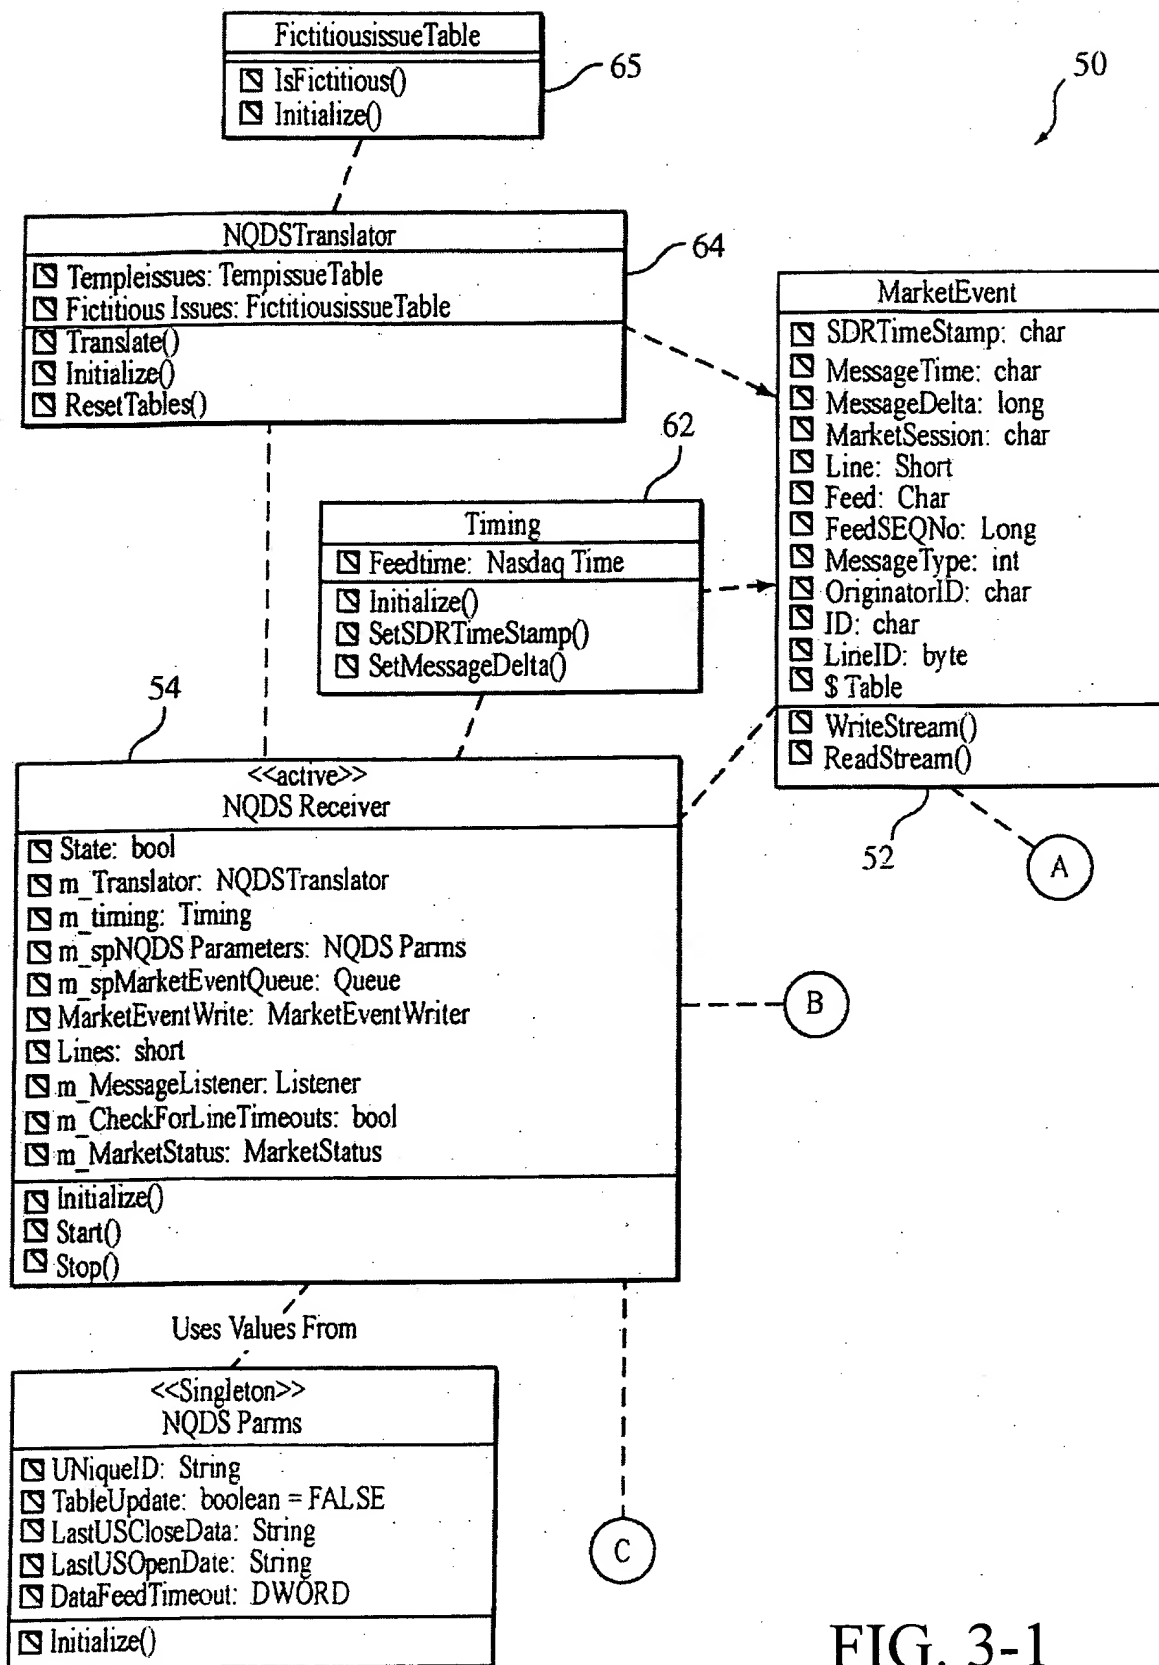 FictitiousissueTable
IsFictitious()
Initialize()
65
50
NQDSTranslator
Templeissues: TempissueTable
Fictitious Issues: FictitiousissueTable
Translate()
Initialize()
ResetTables()
64
MarketEvent
SDRTimeStamp: char
MessageTime: char
MessageDelta: long
MarketSession: char
Line: Short
Feed: Char
FeedSEQNo: Long
MessageType: int
OriginatorID: char
ID: char
LineID: byte
$ Table
WriteStream()
ReadStream()
52
A
62
Timing
Feedtime: Nasdaq Time
Initialize()
SetSDRTimeStamp()
SetMessageDelta()
54
<<active>>
NQDS Receiver
State: bool
m_Translator: NQDSTranslator
m_timing: Timing
m_spNQDS Parameters: NQDS Parms
m_spMarketEventQueue: Queue
MarketEventWrite: MarketEventWriter
Lines: short
m_MessageListener: Listener
m_CheckForLineTimeouts: bool
m_MarketStatus: MarketStatus
Initialize()
Start()
Stop()
B
Uses Values From
<<Singleton>>
NQDS Parms
UNiqueID: String
TableUpdate: boolean = FALSE
LastUSCloseData: String
LastUSOpenDate: String
DataFeedTimeout: DWORD
Initialize()
C
FIG. 3-1